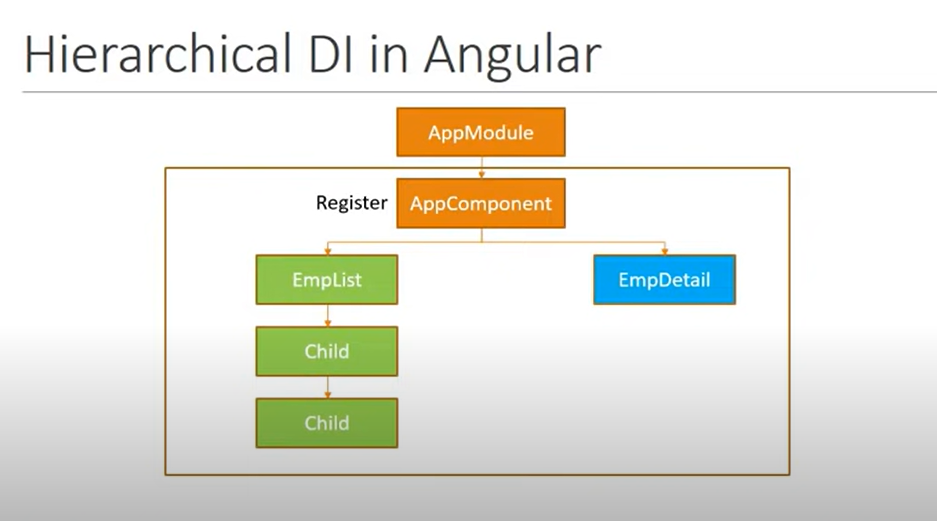 Hierarchical DI in Angular
AppModule
Register
AppComponent
EmpList
EmpDetail
Child
Child